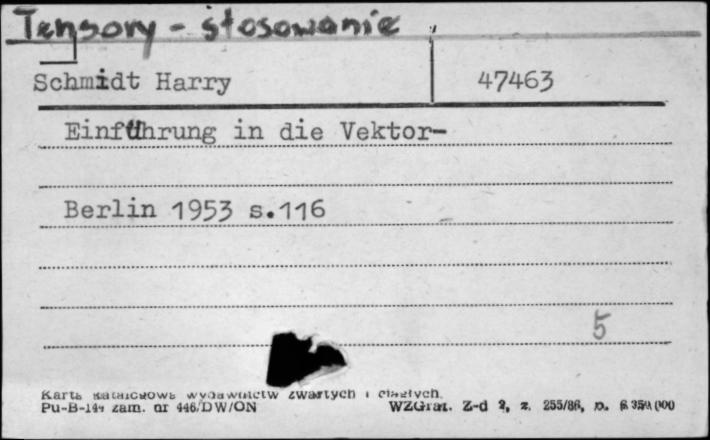 Tensory - stosowanie
Schmidt Harry
47463
Einführung in die Vektor-
Berlin 1953 s.116
5
Karta katalogowa wydawnictw zwartych i ciągłych.
Pu-B-144 zam. nr 446/DW/ON
WZGraf. Z-d 2, z. 255/86, n.